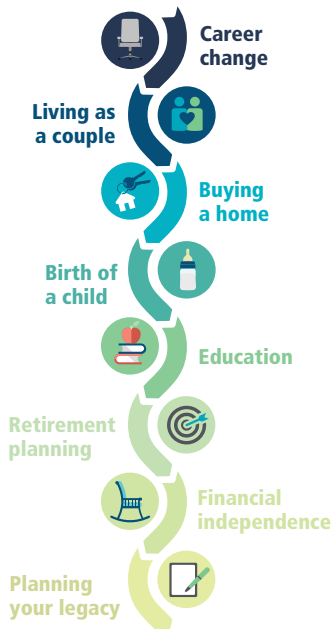 Career
change
Living as
a couple
Buying
a home
Birth of
a child
Education
Retirement
planning
Financial
independence
Planning
your legacy